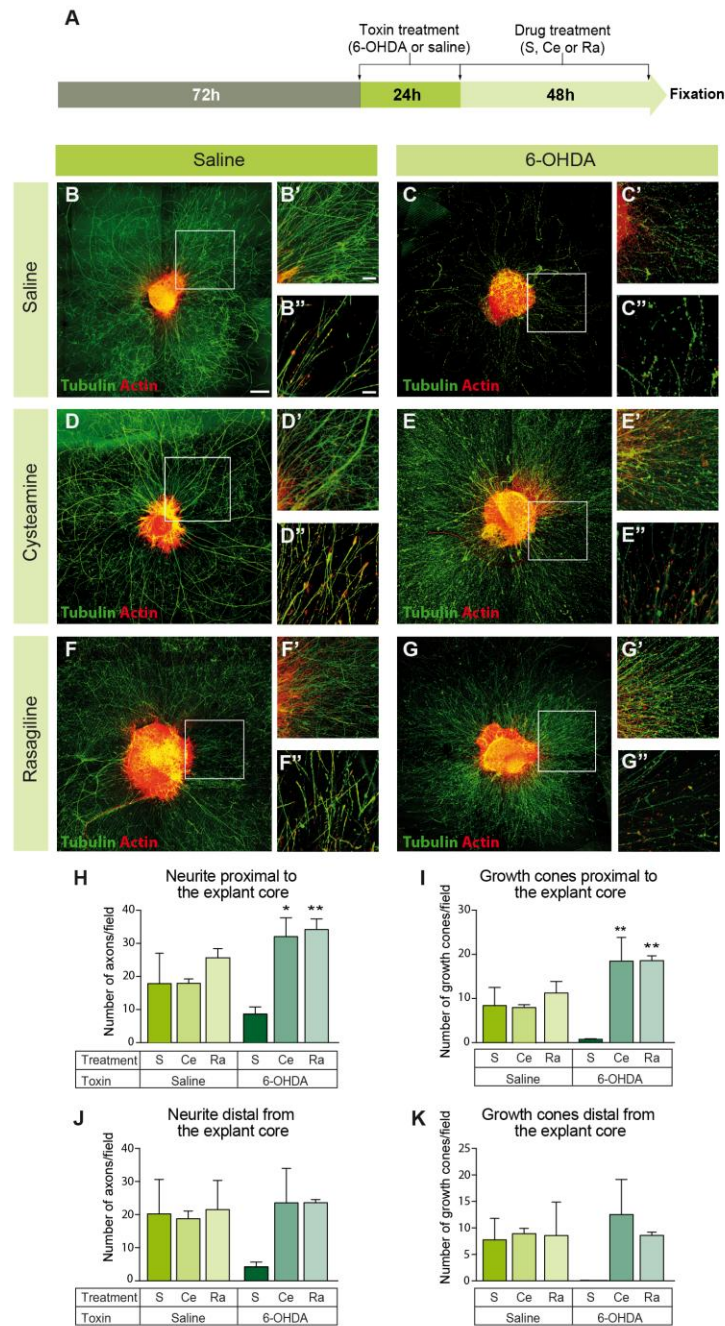 A
Toxin treatment
(6-OHDA or saline)
Drug treatment
(S, Ce or Ra)
72h
24h
48h
Fixation
Saline
6-OHDA
Saline
B
Tubulin Actin
B'
B''
C
Tubulin Actin
C'
C''
Cysteamine
D
Tubulin Actin
D'
D''
E
Tubulin Actin
E'
E''
Rasagiline
F
Tubulin Actin
F'
F''
G
Tubulin Actin
G'
G''
H
Neurite proximal to
the explant core
Number of axons/field
40
30
20
10
0
*
**
Treatment S Ce Ra S Ce Ra
Toxin Saline 6-OHDA
I
Growth cones proximal to
the explant core
Number of growth cones/field
30
20
10
0
**
**
Treatment S Ce Ra S Ce Ra
Toxin Saline 6-OHDA
J
Neurite distal from
the explant core
Number of axons/field
40
30
20
10
0
Treatment S Ce Ra S Ce Ra
Toxin Saline 6-OHDA
K
Growth cones distal from
the explant core
Number of growth cones/field
25
20
15
10
5
0
Treatment S Ce Ra S Ce Ra
Toxin Saline 6-OHDA